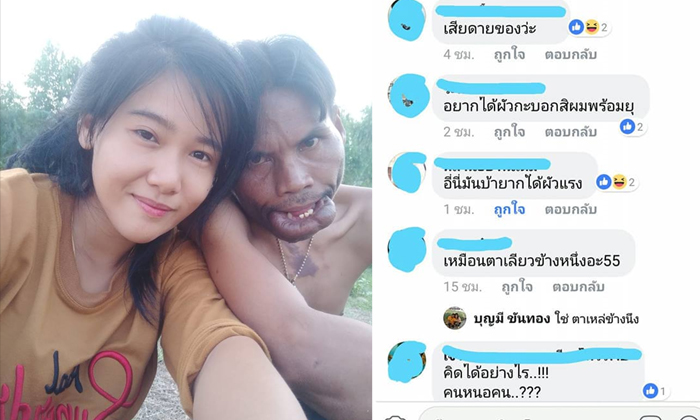 เสียดายของว่ะ
2
4 ชม. ถูกใจ ตอบกลับ
อยากได้ผัวกะบอกสิผมพร้อมยุ
2
2 ชม. ถูกใจ ตอบกลับ
อี่นี่มันบ้ายากได้ผัวแรง
2
1 ชม. ถูกใจ ตอบกลับ
เหมือนตาเลียวข้างหนึ่งอะ55
15 ชม. ถูกใจ ตอบกลับ
บุญมี ขันทอง ใช่ ตาเหล่ข้างนึง
คิดได้อย่างไร..!!!
คนหนอคน..???
1